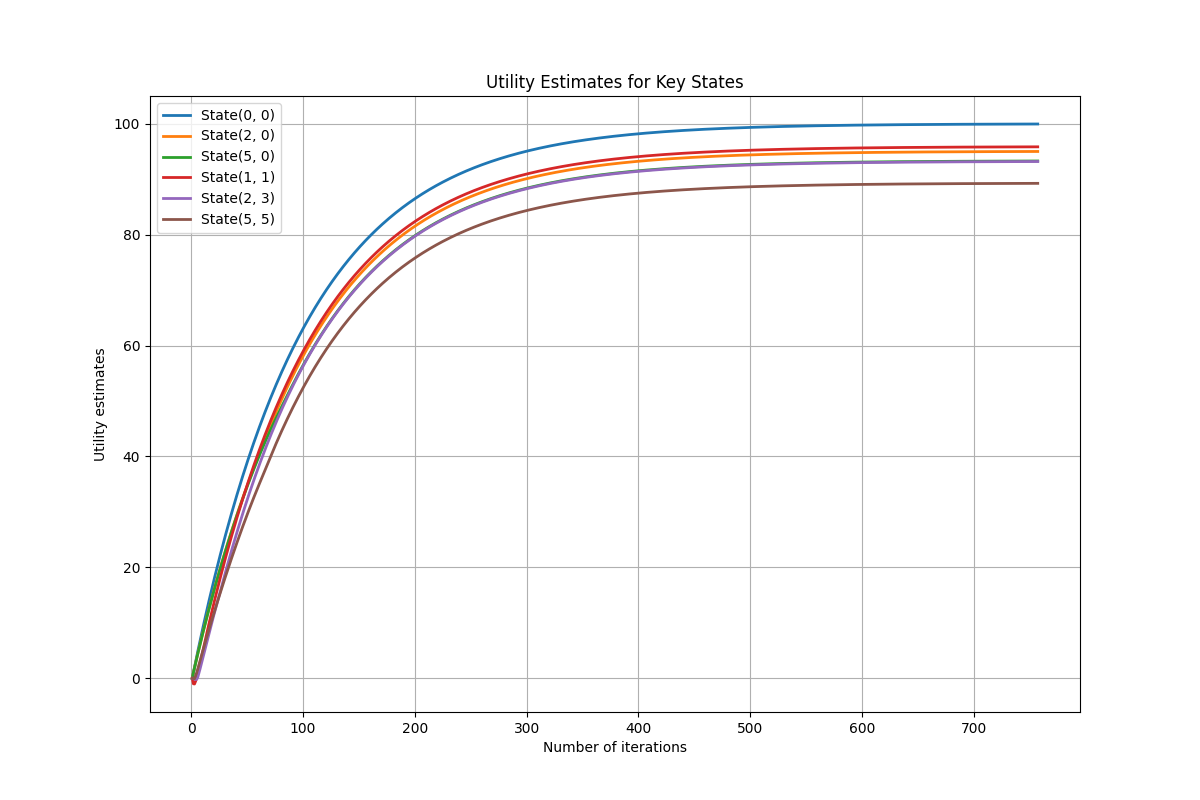 Utility Estimates for Key States
State(0, 0)
State(2, 0)
State(5, 0)
State(1, 1)
State(2, 3)
State(5, 5)
Utility estimates
100
80
60
40
20
0
0 100 200 300 400 500 600 700
Number of iterations